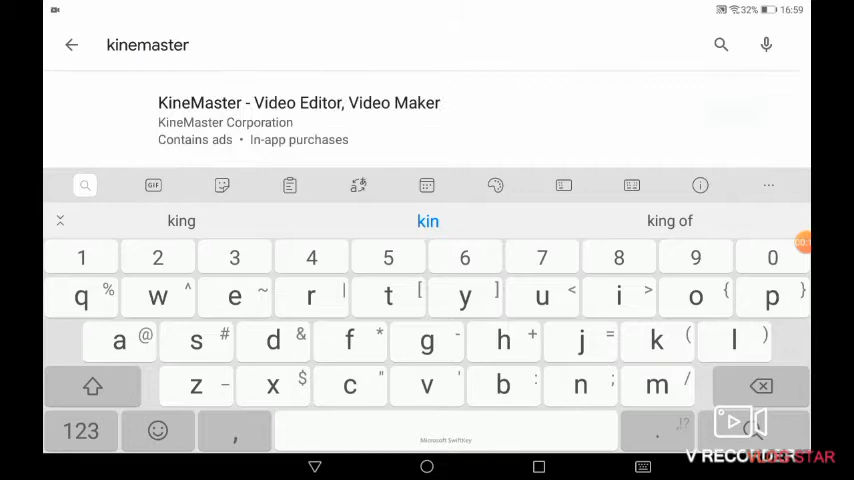 32% 16:59
kinemaster
KineMaster - Video Editor, Video Maker
KineMaster Corporation
Contains ads • In-app purchases
GIF
king kin king of
1 2 3 4 5 6 7 8 9 0
q % w ^ e ~ r | t [ y ] u < i > o { p }
a @ s # d & f * g - h + j = k ( l )
z _ x $ c " v ' b : n ; m /
123 , Microsoft SwiftKey . ,!?
V RECORDER STAR